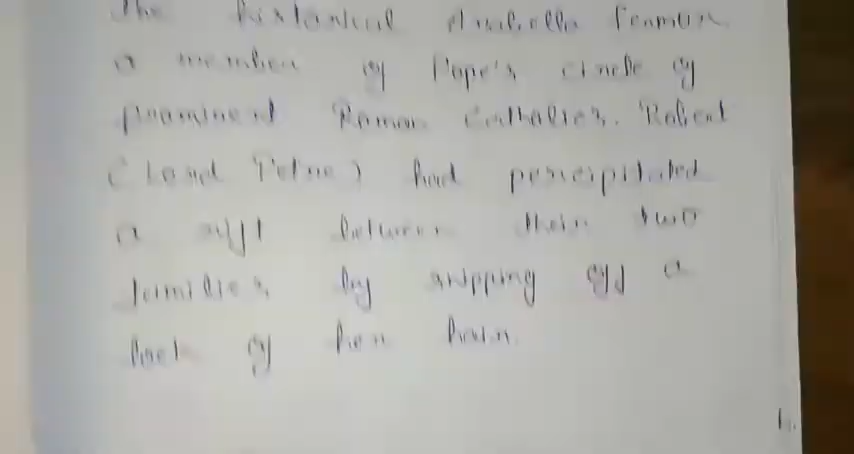 The historical Arabella Fermor
a member of Pope's circle of
prominent Roman Catholics. Robert
(Lord Petre) had percipitated
a rift between their two
families by snipping off a
lock of her hair.